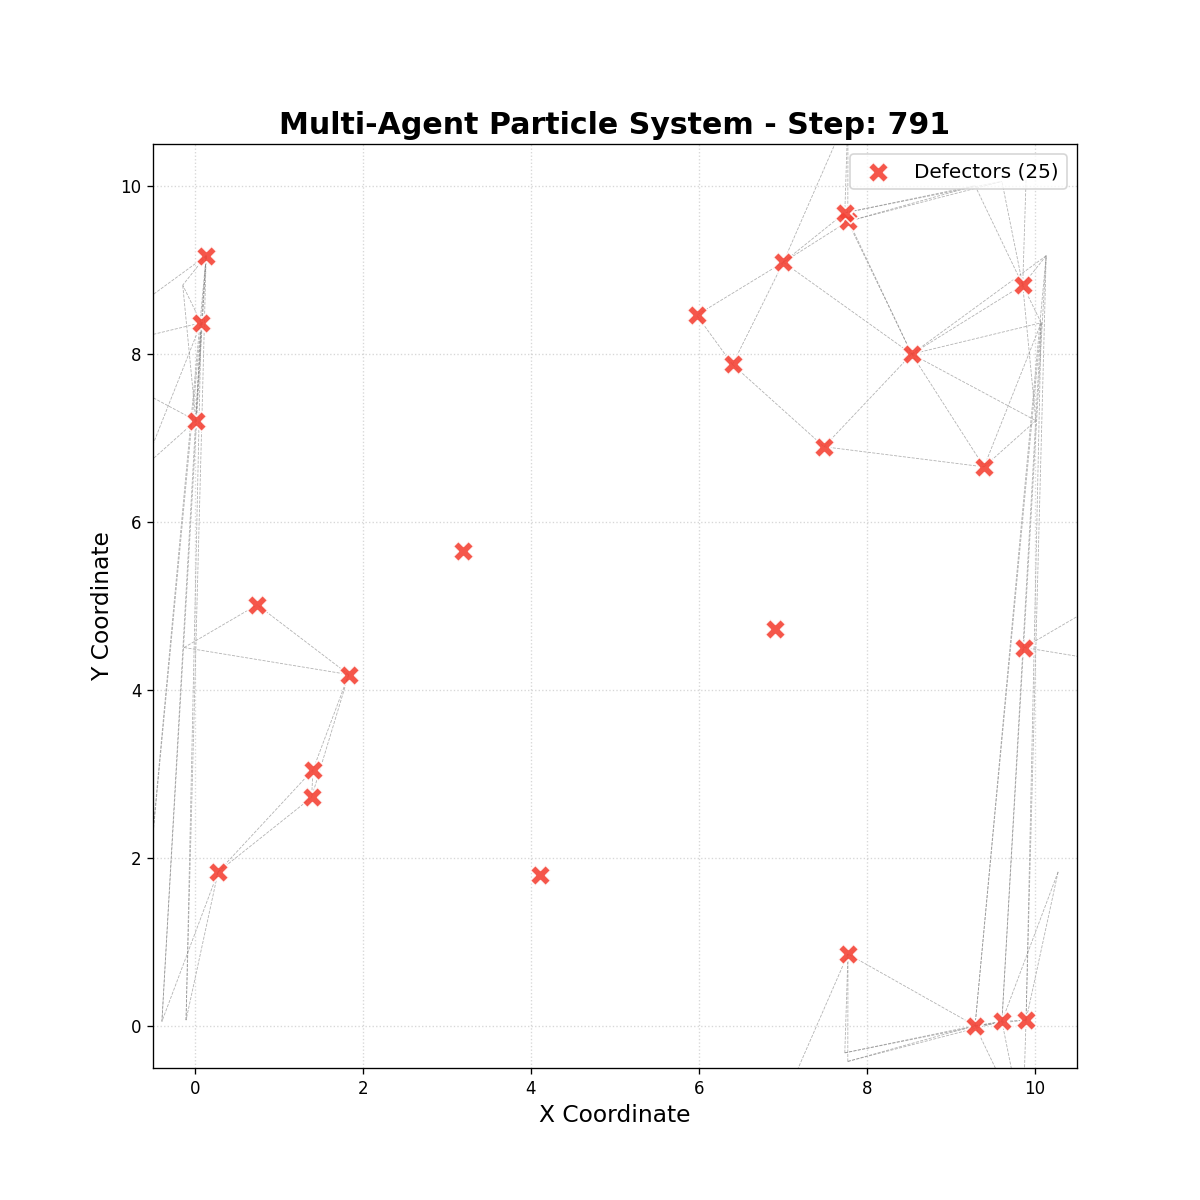 Multi-Agent Particle System - Step: 791
Defectors (25)
10
8
6
4
2
0
Y Coordinate
0 2 4 6 8 10
X Coordinate